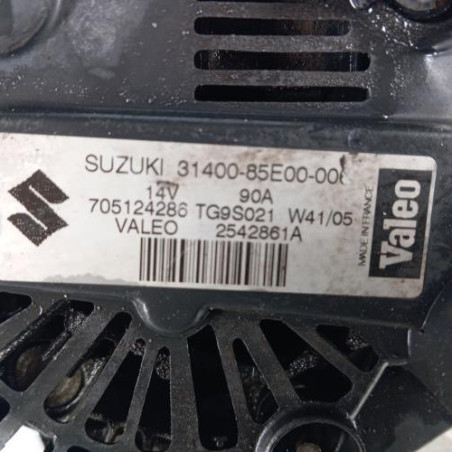 SUZUKI 31400-85E00-00
14V 90A
705124286 TG9S021 W41/05
VALEO 2542861A
MADE IN FRANCE
Valeo